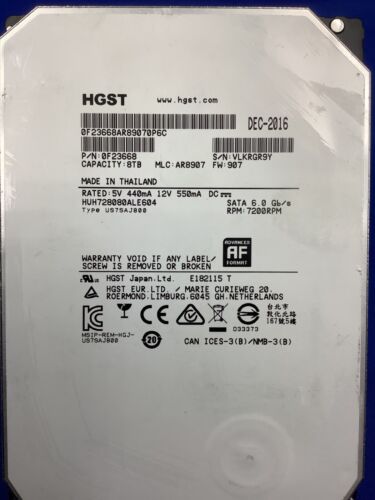 HGST www.hgst.com
DEC-2016
0F23668AR89070P6C
P/N:0F23668 S/N:VLKRGR9Y
CAPACITY:8TB MLC:AR8907 FW:907
MADE IN THAILAND
RATED:5V 440mA 12V 550mA DC
HUH728080ALE604 SATA 6.0 Gb/s
Type US7SAJ800 RPM:7200RPM
ADVANCED
AF
FORMAT
WARRANTY VOID IF ANY LABEL/
SCREW IS REMOVED OR BROKEN
HGST Japan.Ltd. E182115 T
HGST EUR.LTD. / MARIE CURIEWEG 20.
ROERMOND.LIMBURG.6045 GH.NETHERLANDS
台北市
敦化北路
167號5樓
D33373
MSIP-REM-HGJ-
US7SAJ800
20
CAN ICES-3(B)/NMB-3(B)